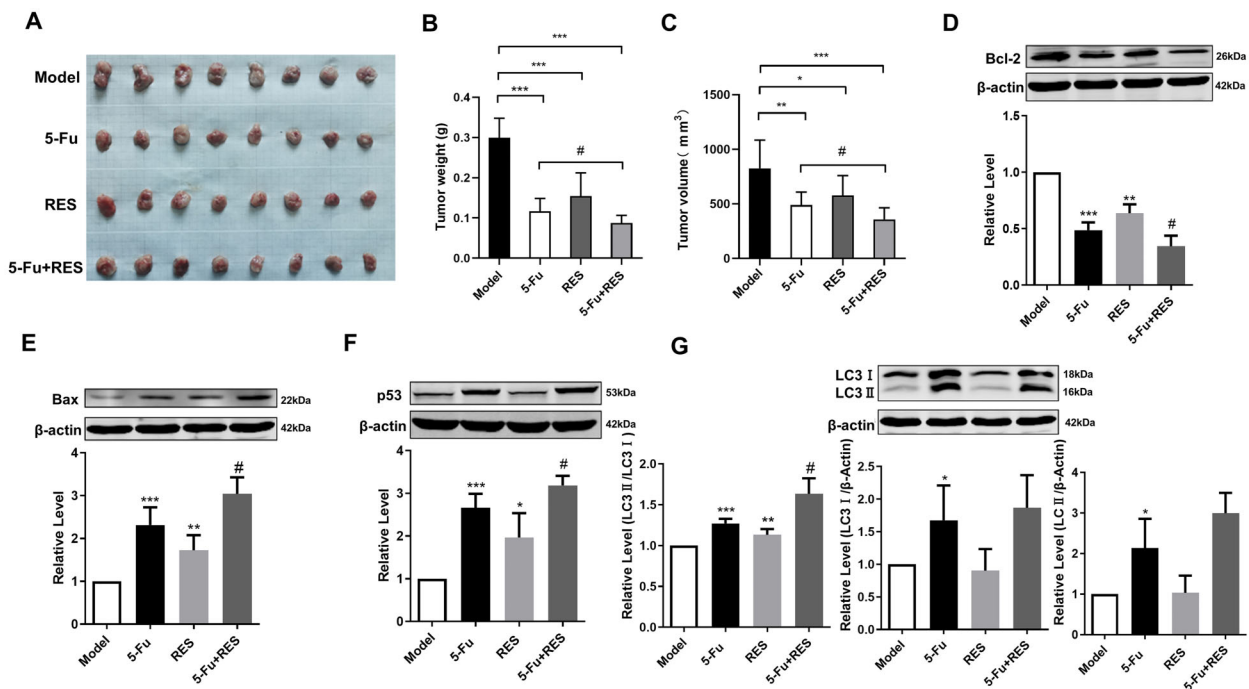 A
Model
5-Fu
RES
5-Fu+RES
B
***
***
***
#
Tumor weight (g)
0.4
0.3
0.2
0.1
0.0
Model
5-Fu
RES
5-Fu+RES
C
***
*
**
#
Tumor volume( mm³)
1500
1000
500
0
Model
5-Fu
RES
5-Fu+RES
D
Bcl-2
26kDa
β-actin
42kDa
Relative Level
1.5
1.0
0.5
0.0
***
**
#
Model
5-Fu
RES
5-Fu+RES
E
Bax
22kDa
β-actin
42kDa
Relative Level
4
3
2
1
0
***
**
#
Model
5-Fu
RES
5-Fu+RES
F
p53
53kDa
β-actin
42kDa
Relative Level
4
3
2
1
0
***
*
#
Model
5-Fu
RES
5-Fu+RES
G
LC3 Ⅰ
18kDa
LC3 Ⅱ
16kDa
β-actin
42kDa
Relative Level (LC3 Ⅱ/LC3 Ⅰ)
2.0
1.5
1.0
0.5
0.0
***
**
#
Model
5-Fu
RES
5-Fu+RES
Relative Level (LC3 Ⅰ/β-Actin)
2.5
2.0
1.5
1.0
0.5
0.0
*
Model
5-Fu
RES
5-Fu+RES
Relative Level (LC Ⅱ/β-Actin)
4
3
2
1
0
*
Model
5-Fu
RES
5-Fu+RES